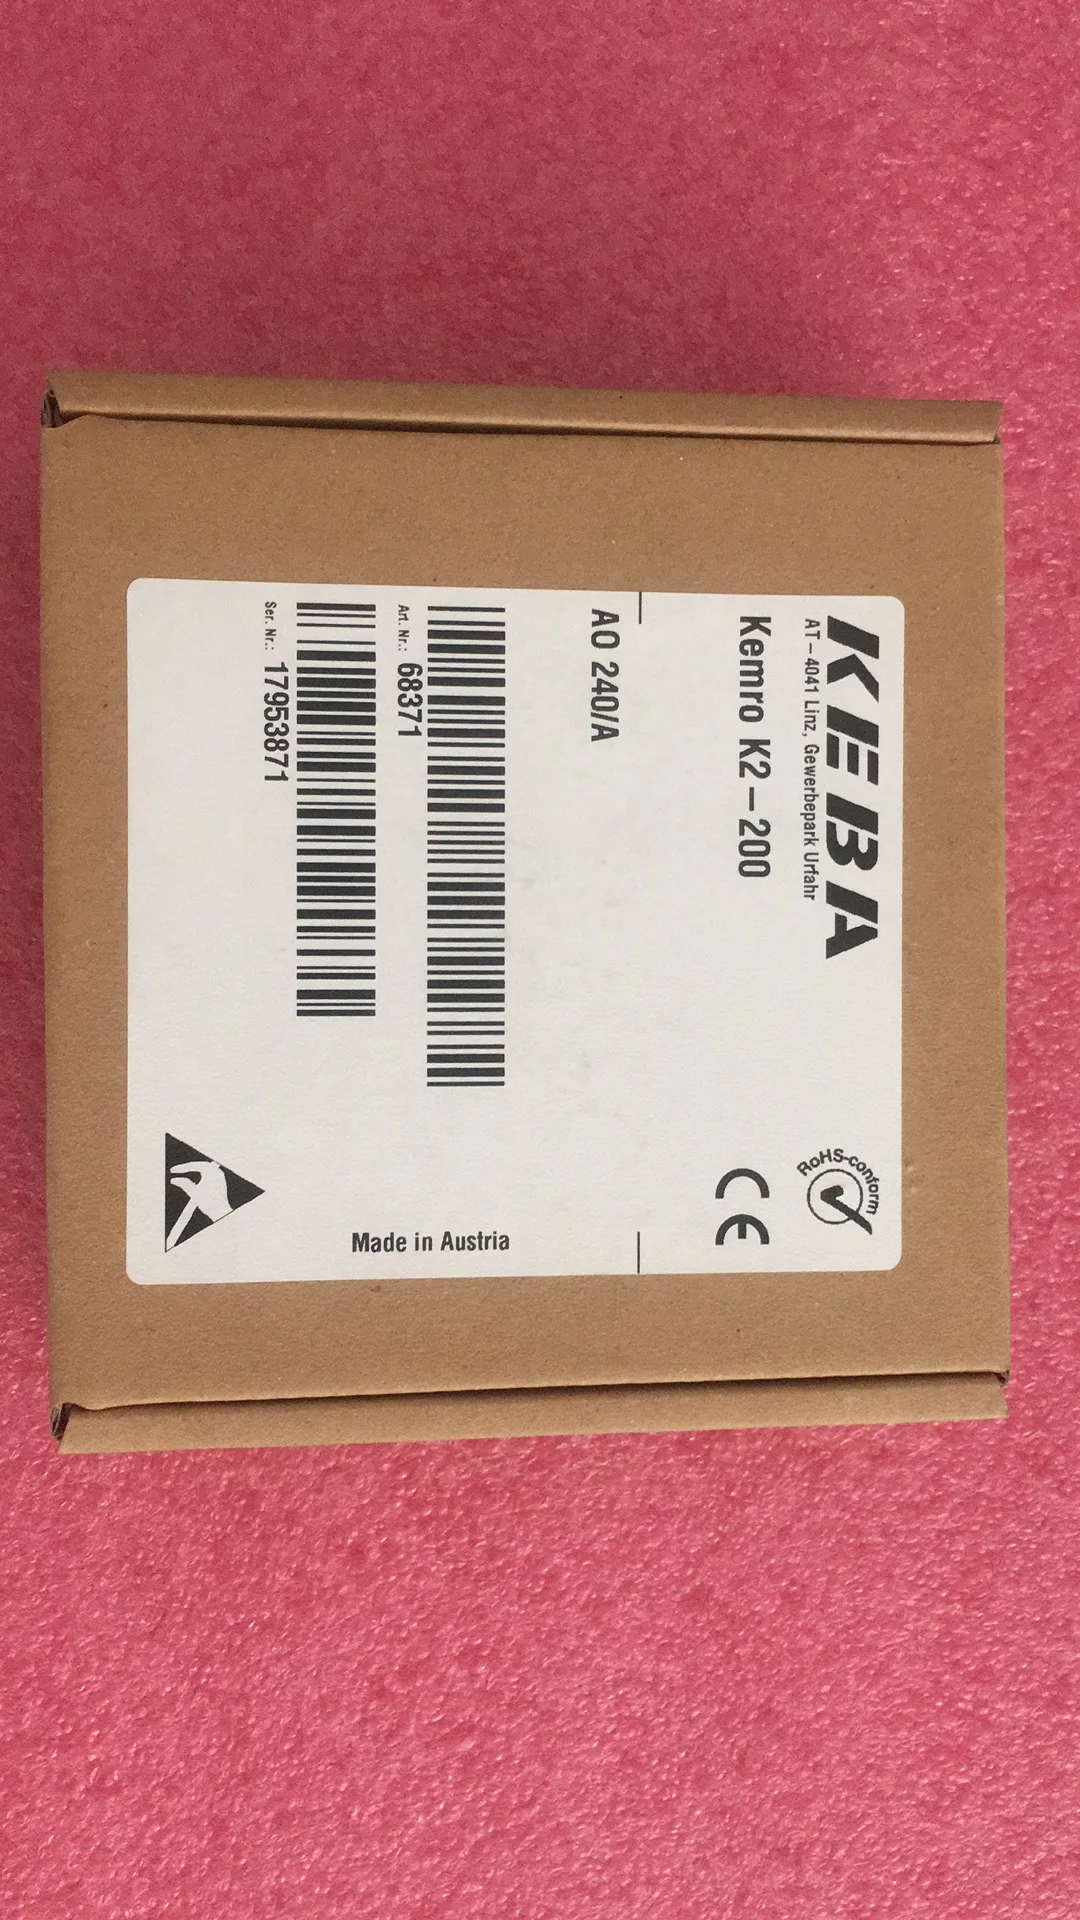 KEBA
AT-4041 Linz, Gewerbepark Urfahr
RoHS-conform
Kemro K2-200
CE
AO 240/A
Made in Austria
Art. Nr.: 68371
Ser. Nr.: 17953871